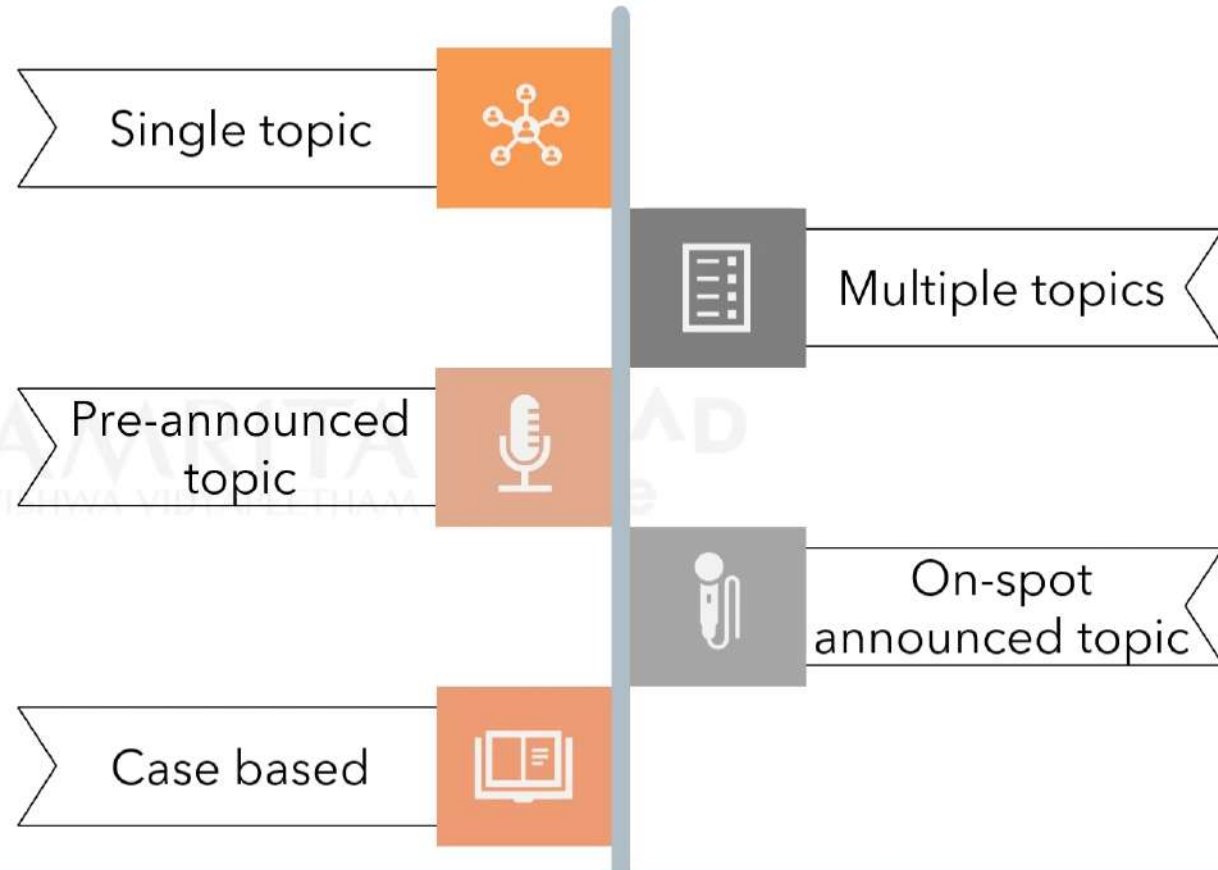 Single topic
Multiple topics
Pre-announced
topic
On-spot
announced topic
Case based